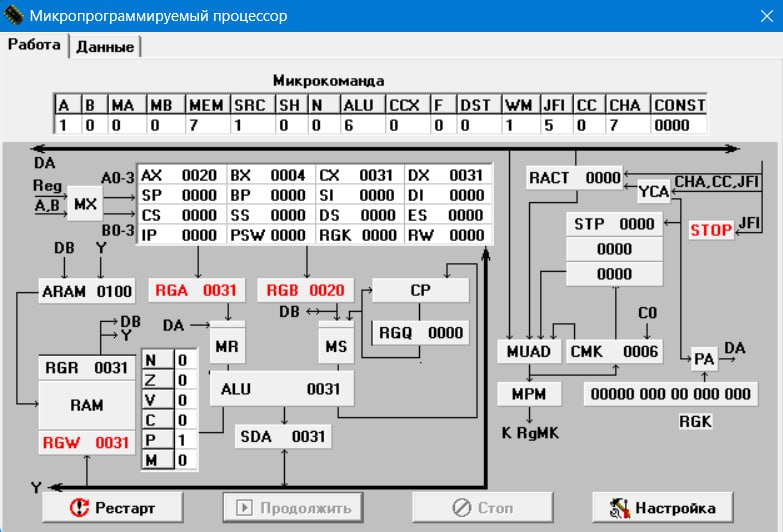 Микропрограммируемый процессор
Работа Данные
Микрокоманда
A B MA MB MEM SRC SH N ALU CCX F DST WM JFI CC CHA CONST
1 0 0 0 7 1 0 0 6 0 0 0 1 5 0 7 0000
DA
A0-3 AX 0020 BX 0004 CX 0031 DX 0031 RACT 0000
Reg SP 0000 BP 0000 SI 0000 DI 0000 YCA CHA,CC,JFI
A,B MX CS 0000 SS 0000 DS 0000 ES 0000 STP 0000 STOP JFI
B0-3 IP 0000 PSW 0000 RGK 0000 RW 0000 0000
DB Y 0000
ARAM 0100 RGA 0031 RGB 0020 CP
DB C0
DA RGQ 0000
DB
Y MR MS MUAD CMK 0006 PA DA
RGR 0031 N 0
RAM Z 0 ALU 0031 MPM 00000 000 00 000 000
V 0
C 0 K RgMK RGK
RGW 0031 P 1 SDA 0031
M 0
Y
Рестарт Продолжить Стоп Настройка